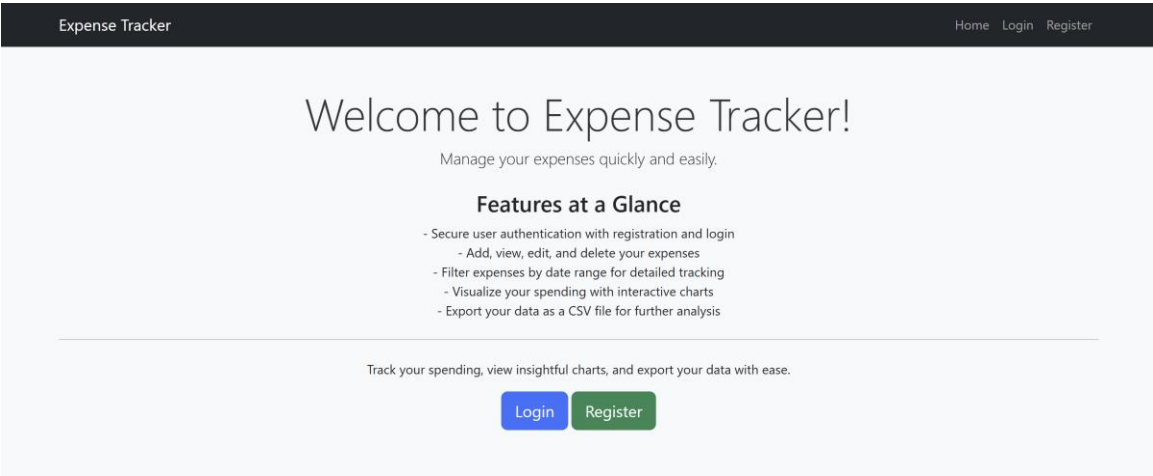 Expense Tracker
Home Login Register
Welcome to Expense Tracker!
Manage your expenses quickly and easily.
Features at a Glance
- Secure user authentication with registration and login
- Add, view, edit, and delete your expenses
- Filter expenses by date range for detailed tracking
- Visualize your spending with interactive charts
- Export your data as a CSV file for further analysis
Track your spending, view insightful charts, and export your data with ease.
Login Register